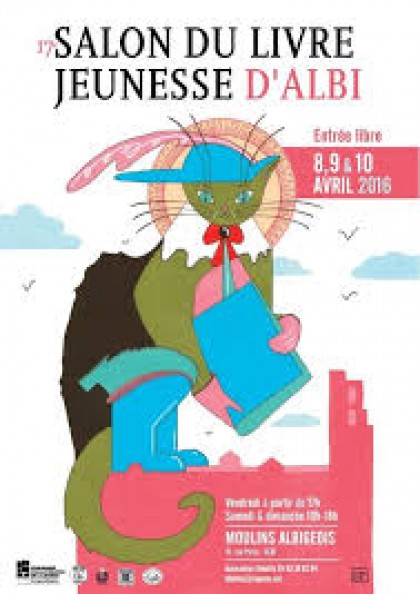 17e SALON DU LIVRE
JEUNESSE D'ALBI
Entrée libre
8,9 & 10
AVRIL 2016
Vendredi à partir de 17h
Samedi & dimanche 10h-18h
MOULINS ALBIGEOIS